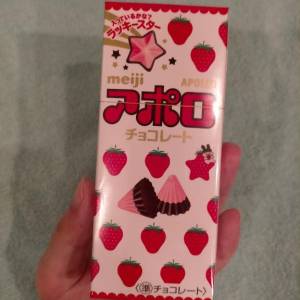 入っているかな?
ラッキースター
meiji
APOLLO
アポロ
チョコレート
〈準チョコレート〉